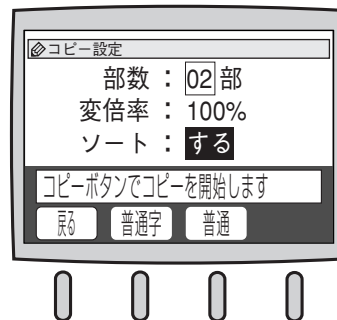 コピー設定
部数 : 02 部
変倍率 : 100%
ソート : する
コピーボタンでコピーを開始します
戻る 普通字 普通